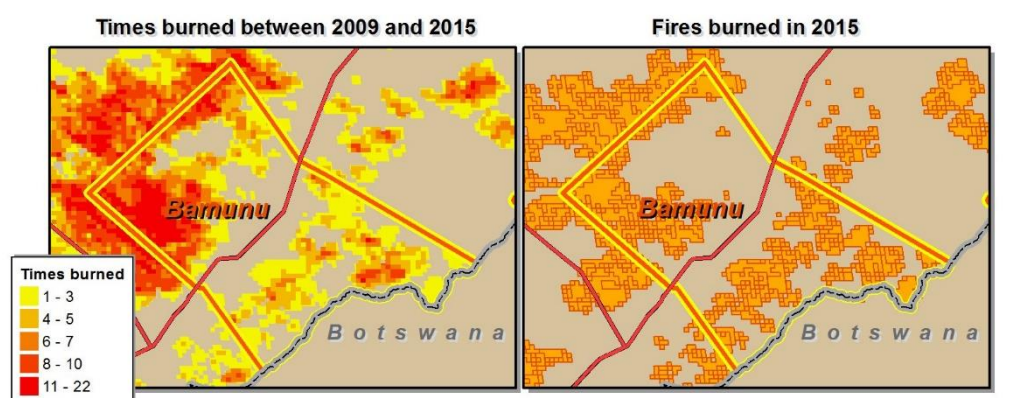 Times burned between 2009 and 2015
Fires burned in 2015
Bamunu
Bamunu
Times burned
1 - 3
4 - 5
6 - 7
8 - 10
11 - 22
Botswana
Botswana